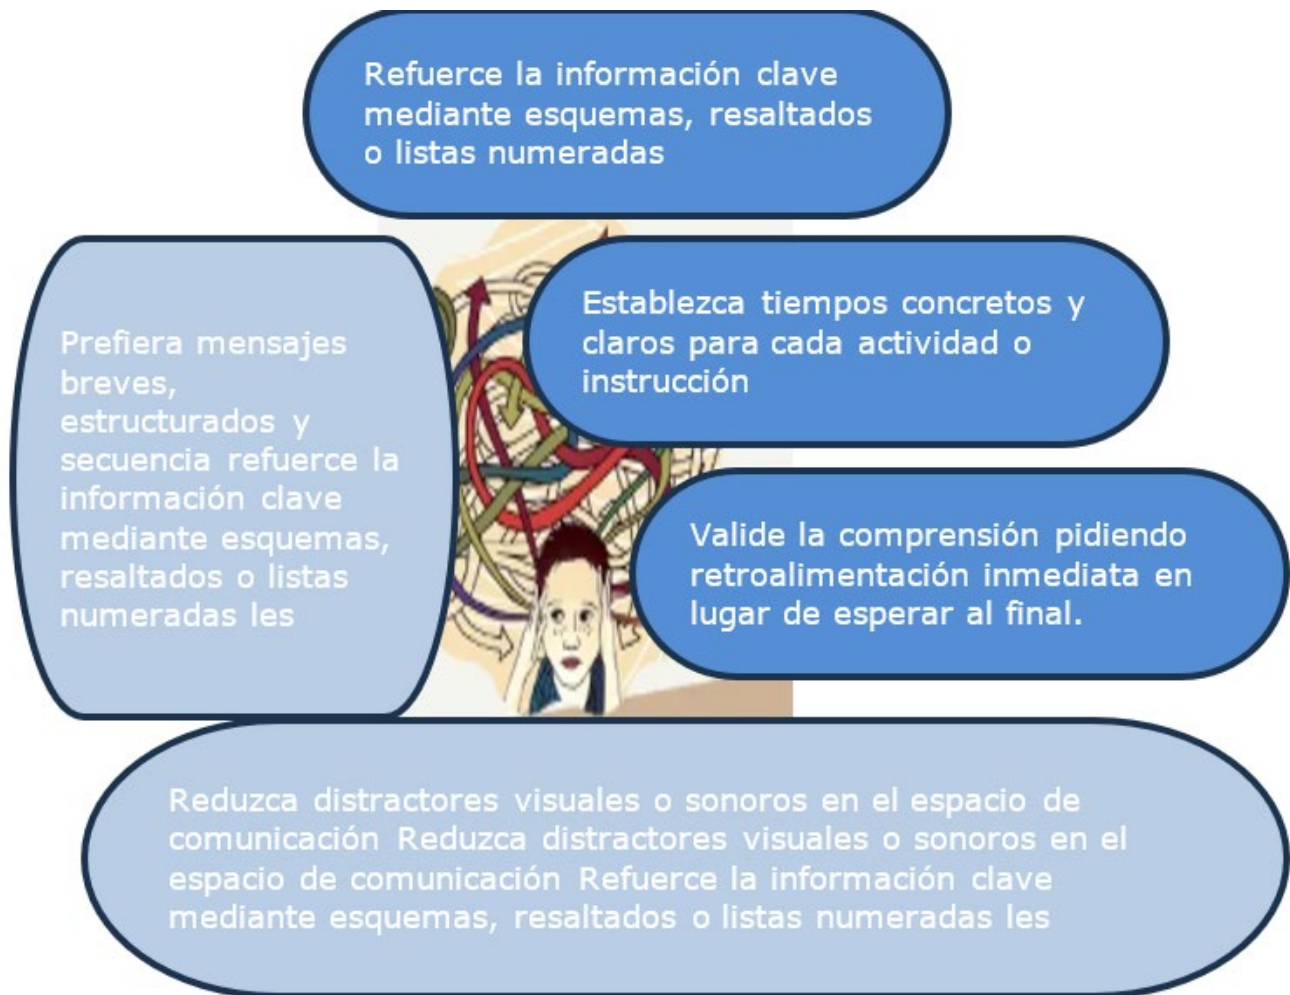 Refuerce la información clave
mediante esquemas, resaltados
o listas numeradas
Prefiera mensajes
breves,
estructurados y
secuencia refuerce la
información clave
mediante esquemas,
resaltados o listas
numeradas les
Establezca tiempos concretos y
claros para cada actividad o
instrucción
Valide la comprensión pidiendo
retroalimentación inmediata en
lugar de esperar al final.
Reduzca distractores visuales o sonoros en el espacio de
comunicación Reduzca distractores visuales o sonoros en el
espacio de comunicación Refuerce la información clave
mediante esquemas, resaltados o listas numeradas les